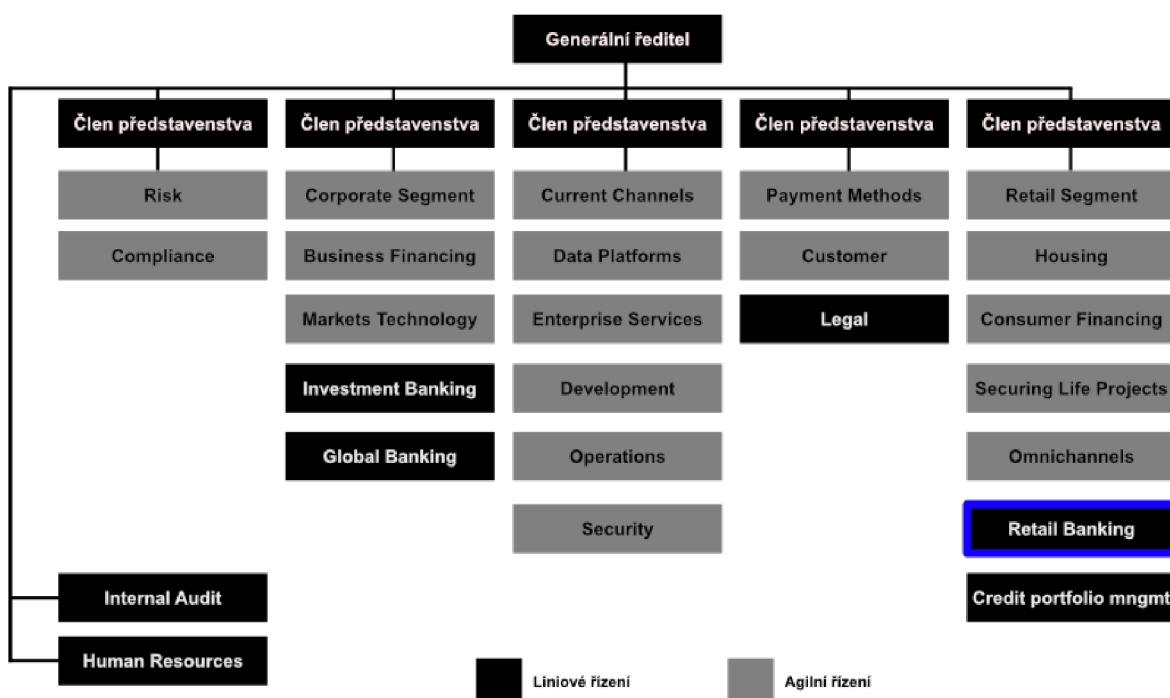 Generální ředitel
Člen představenstva Člen představenstva Člen představenstva Člen představenstva Člen představenstva
Risk Corporate Segment Current Channels Payment Methods Retail Segment
Compliance Business Financing Data Platforms Customer Housing
Markets Technology Enterprise Services Legal Consumer Financing
Investment Banking Development Securing Life Projects
Global Banking Operations Omnichannels
Security Retail Banking
Internal Audit Credit portfolio mngmt
Human Resources
Liniové řízení Agilní řízení